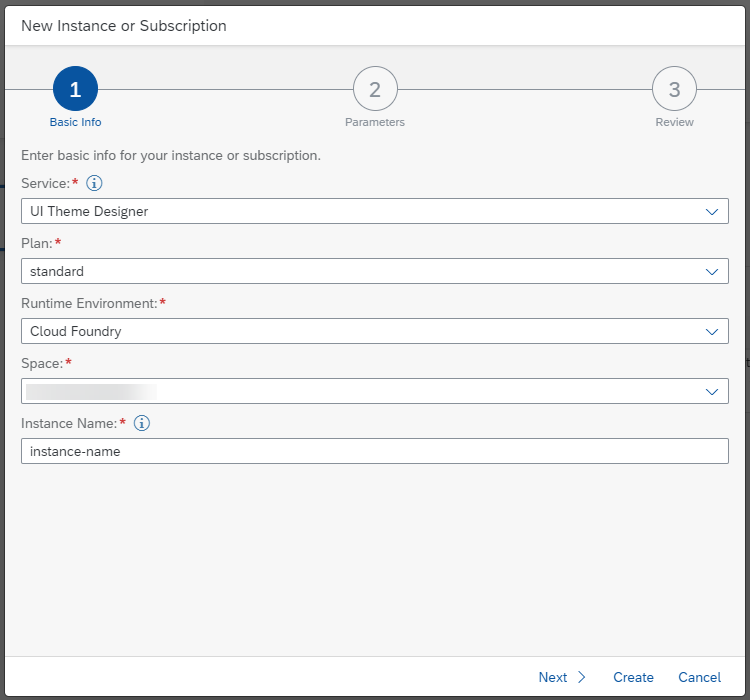 New Instance or Subscription
1
2
3
Basic Info
Parameters
Review
Enter basic info for your instance or subscription.
Service:*
UI Theme Designer
Plan:*
standard
Runtime Environment:*
Cloud Foundry
Space:*
Instance Name:*
instance-name
Next
Create
Cancel